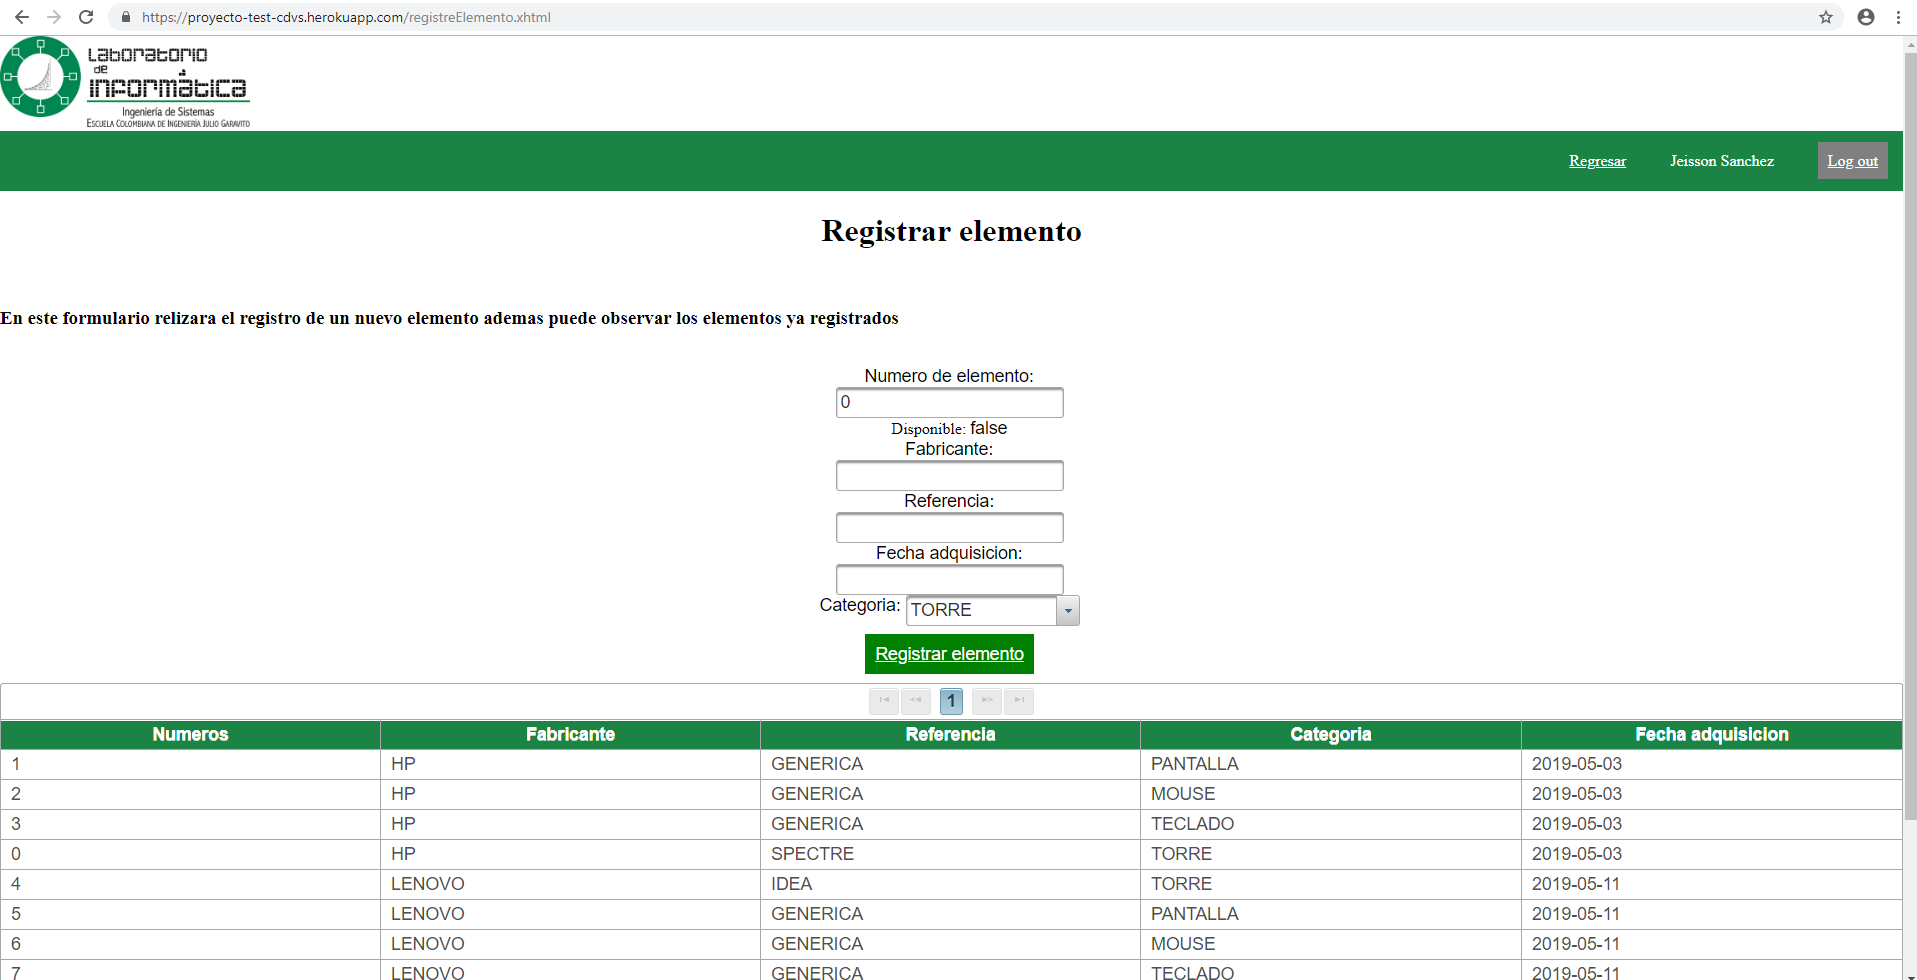 https://proyecto-test-cdvs.herokuapp.com/registreElemento.xhtml
Laboratorio
de
informática
Ingeniería de Sistemas
Escuela Colombiana de Ingeniería Julio Garavito
Regresar Jeisson Sanchez Log out
Registrar elemento
En este formulario relizara el registro de un nuevo elemento ademas puede observar los elementos ya registrados
Numero de elemento:
0
Disponible: false
Fabricante:
Referencia:
Fecha adquisicion:
Categoria: TORRE
Registrar elemento
1
Numeros Fabricante Referencia Categoria Fecha adquisicion
1 HP GENERICA PANTALLA 2019-05-03
2 HP GENERICA MOUSE 2019-05-03
3 HP GENERICA TECLADO 2019-05-03
0 HP SPECTRE TORRE 2019-05-03
4 LENOVO IDEA TORRE 2019-05-11
5 LENOVO GENERICA PANTALLA 2019-05-11
6 LENOVO GENERICA MOUSE 2019-05-11
7 LENOVO GENERICA TECLADO 2019-05-11